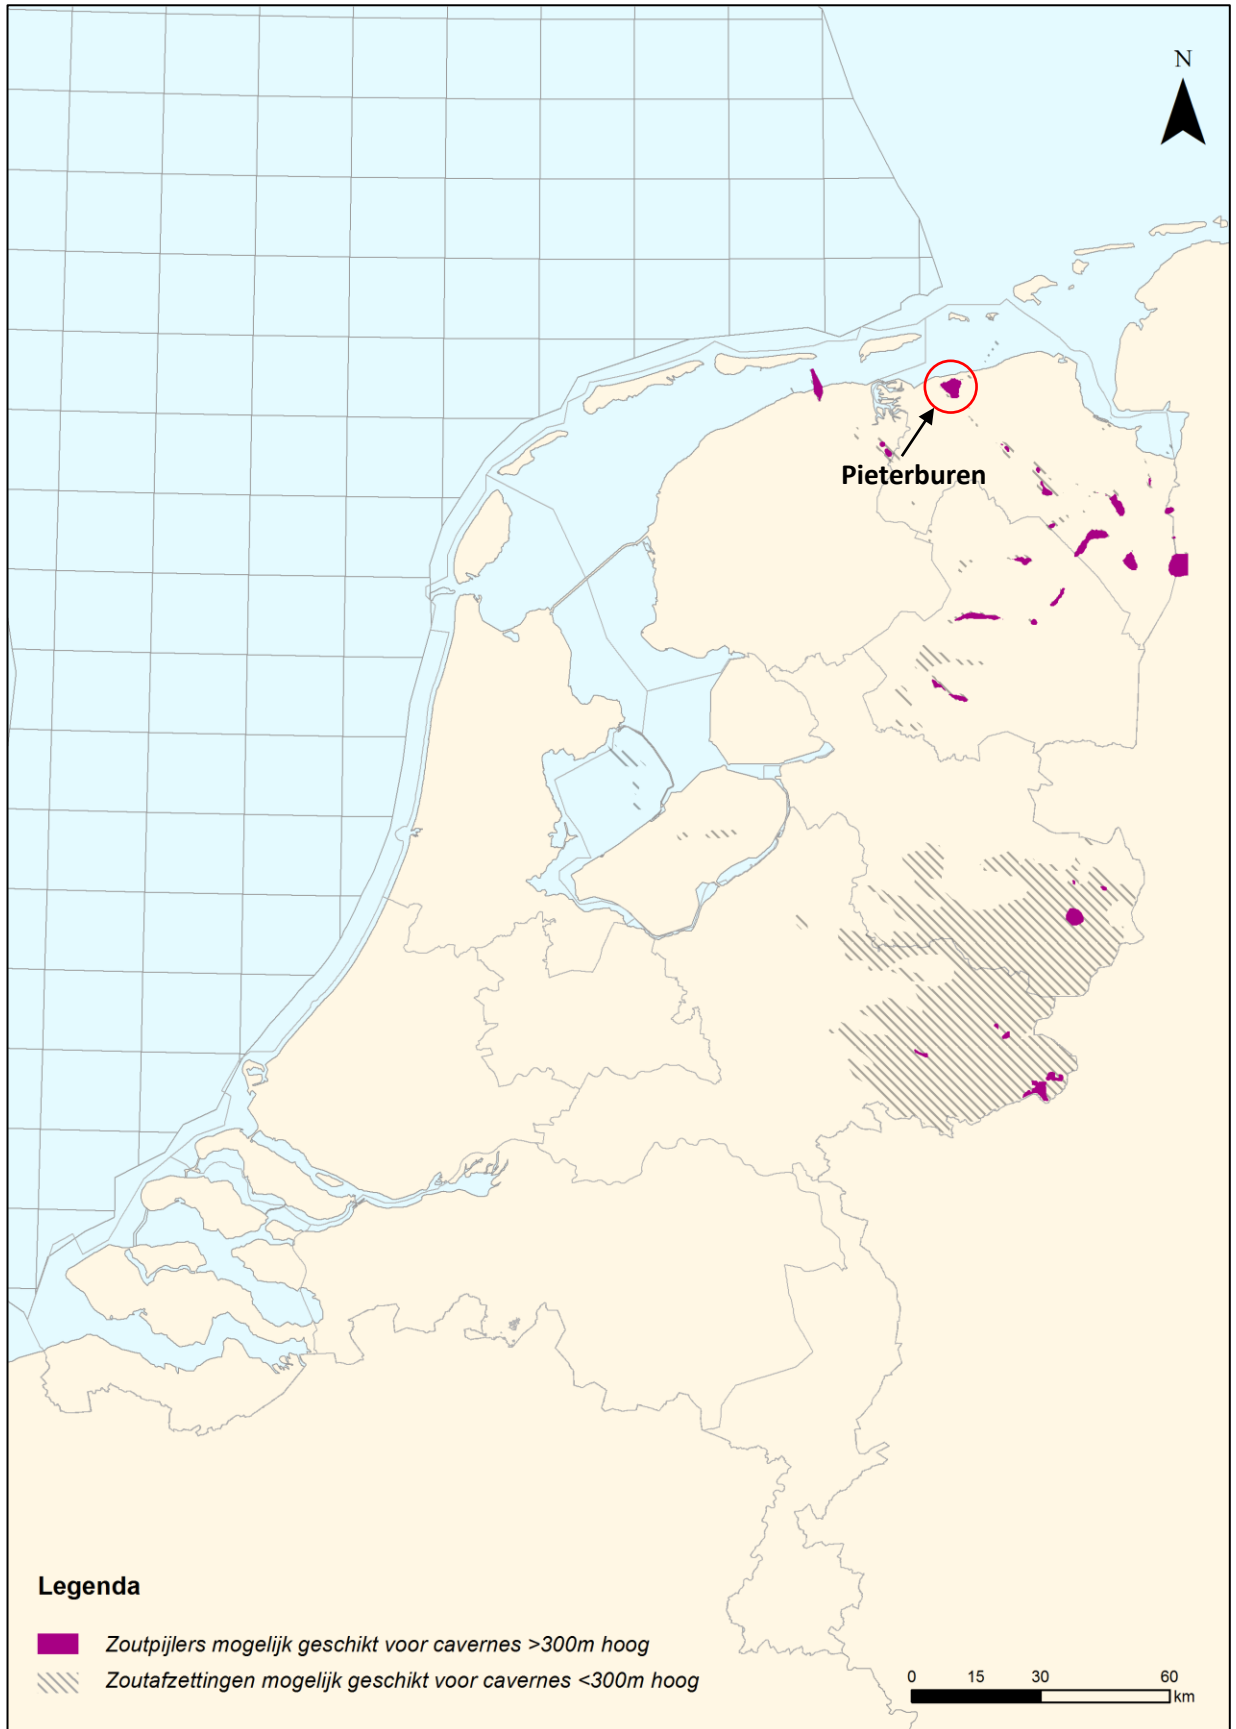 N
Pieterburen
Legenda
Zoutpijlers mogelijk geschikt voor cavernes >300m hoog
Zoutafzettingen mogelijk geschikt voor cavernes <300m hoog
0 15 30 60
km